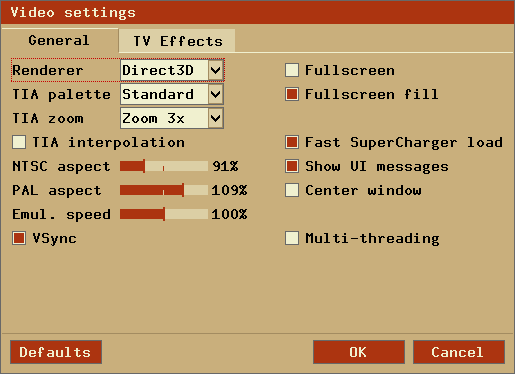 Video settings
General TV Effects
Renderer Direct3D Fullscreen
TIA palette Standard Fullscreen fill
TIA zoom Zoom 3x
TIA interpolation Fast SuperCharger load
NTSC aspect 91% Show UI messages
PAL aspect 109% Center window
Emul. speed 100%
VSync Multi-threading
Defaults OK Cancel